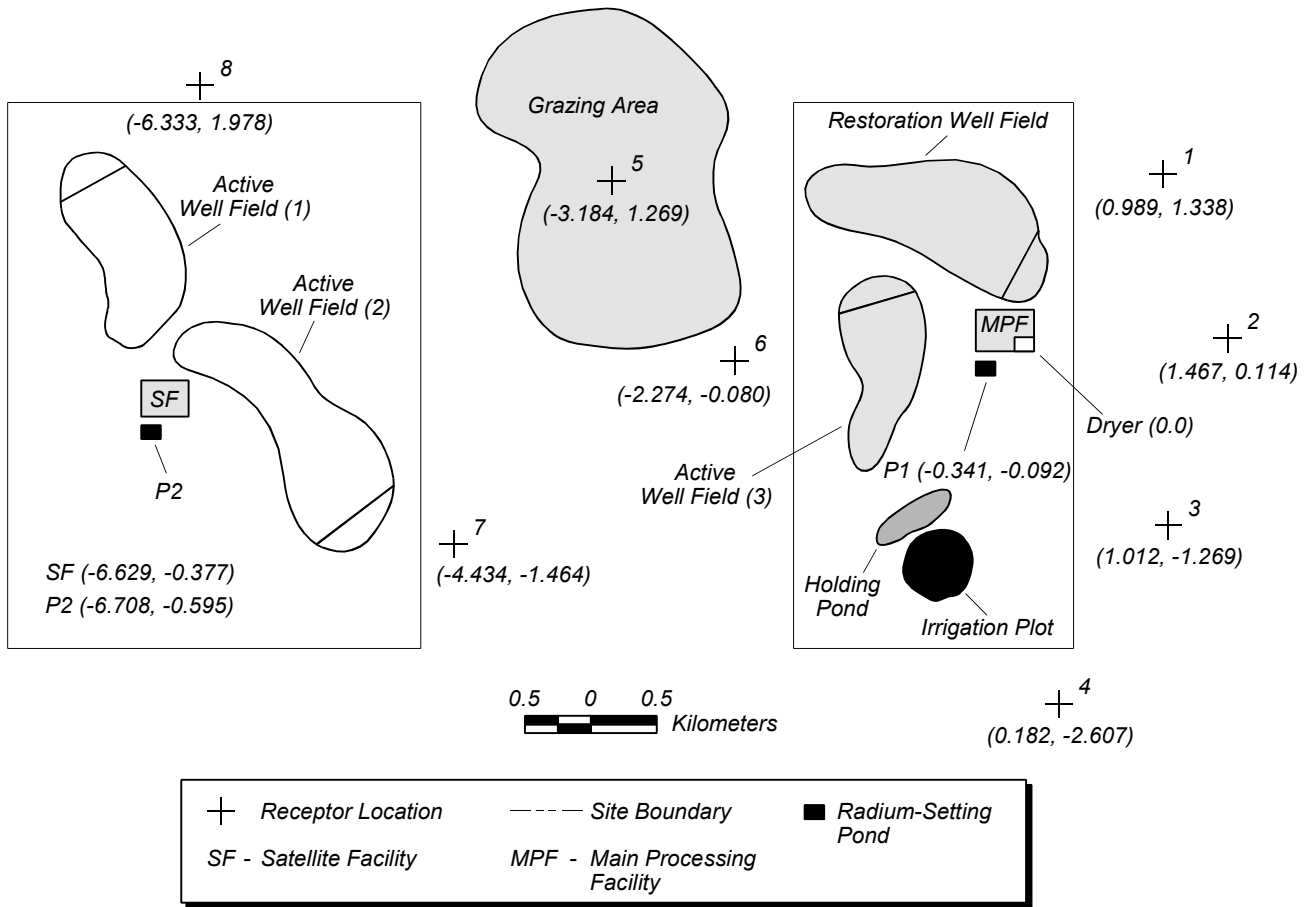 8
(-6.333, 1.978)
Active
Well Field (1)
Active
Well Field (2)
SF
P2
SF (-6.629, -0.377)
P2 (-6.708, -0.595)
7
(-4.434, -1.464)
Grazing Area
5
(-3.184, 1.269)
6
(-2.274, -0.080)
Restoration Well Field
MPF
Dryer (0.0)
P1 (-0.341, -0.092)
Active
Well Field (3)
Holding
Pond
Irrigation Plot
1
(0.989, 1.338)
2
(1.467, 0.114)
3
(1.012, -1.269)
4
(0.182, -2.607)
0.5 0 0.5
Kilometers
Receptor Location
Site Boundary
Radium-Setting
Pond
SF - Satellite Facility
MPF - Main Processing
Facility